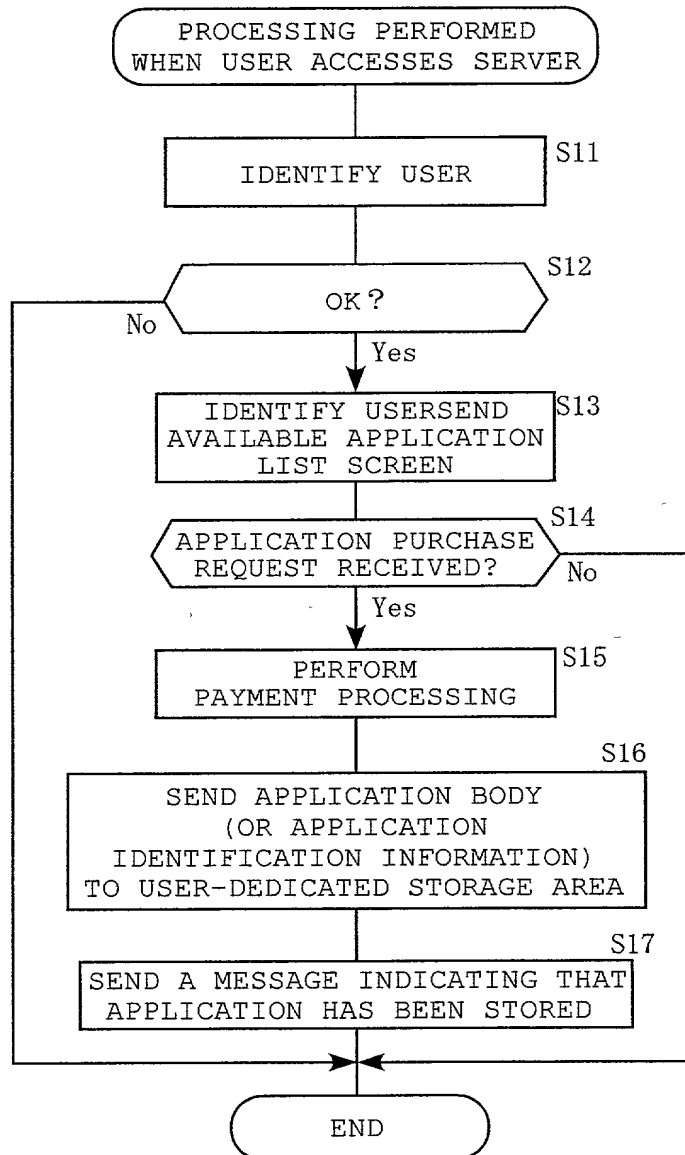 PROCESSING PERFORMED
WHEN USER ACCESSES SERVER
S11
IDENTIFY USER
S12
OK?
No
Yes
S13
IDENTIFY USERSEND
AVAILABLE APPLICATION
LIST SCREEN
S14
APPLICATION PURCHASE
REQUEST RECEIVED?
No
Yes
S15
PERFORM
PAYMENT PROCESSING
S16
SEND APPLICATION BODY
(OR APPLICATION
IDENTIFICATION INFORMATION)
TO USER-DEDICATED STORAGE AREA
S17
SEND A MESSAGE INDICATING THAT
APPLICATION HAS BEEN STORED
END